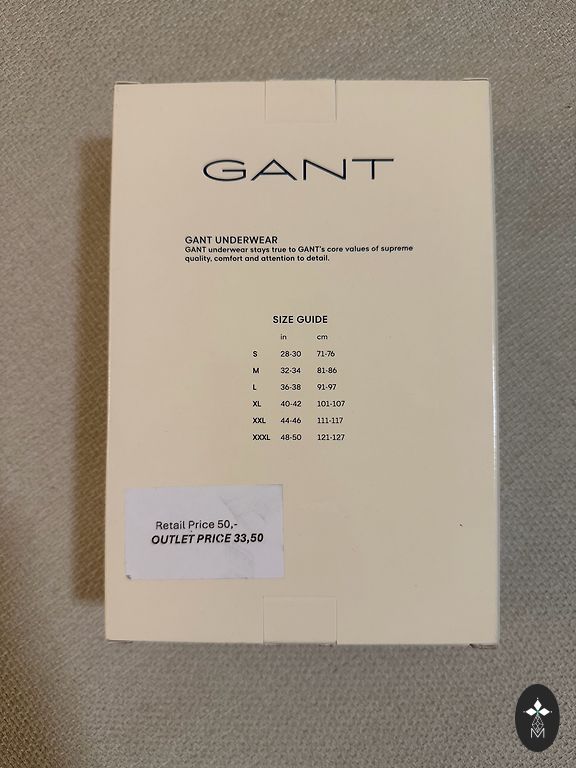 GANT
GANT UNDERWEAR
GANT underwear stays true to GANT's core values of supreme
quality, comfort and attention to detail.
SIZE GUIDE
in cm
S 28-30 71-76
M 32-34 81-86
L 36-38 91-97
XL 40-42 101-107
XXL 44-46 111-117
XXXL 48-50 121-127
Retail Price 50,-
OUTLET PRICE 33,50
M